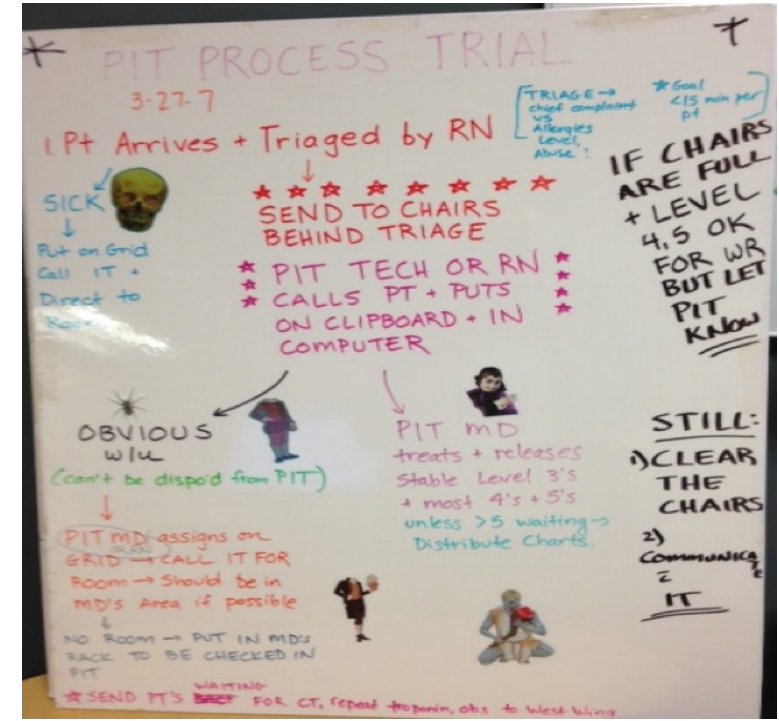 PIT PROCESS TRIAL
3-27-7
1. Pt Arrives + Triaged by RN
[TRIAGE →
chief complaint
vs
Allergies
Level,
Abuse ?
☆ Goal
<15 min per
pt
SICK
↓
Put on Grid
Call IT +
Direct to
Room
↓
☆ ☆ ☆ ☆ ☆ ☆ ☆ ☆
SEND TO CHAIRS
BEHIND TRIAGE
☆ PIT TECH OR RN ☆
☆ CALLS PT + PUTS ☆
☆ ON CLIPBOARD + IN ☆
COMPUTER
IF CHAIRS
ARE FULL
+ LEVEL
4,5 OK
FOR WR
BUT LET
PIT
KNOW
OBVIOUS
W/U
(can't be dispo'd from PIT)
↓
PIT MD assigns on
GRID → CALL IT FOR
Room → Should be in
MD's Area if possible
↓
NO Room → PUT IN MD's
RACK TO BE CHECKED IN
PIT
PIT MD
treats + releases
Stable Level 3's
+ most 4's + 5's
unless >5 waiting →
Distribute Charts.
STILL:
1) CLEAR
THE
CHAIRS
2)
COMMUNICATE
c̄
IT
☆ SEND PT'S WAITING FOR CT, repeat troponin, obs to West Wing.